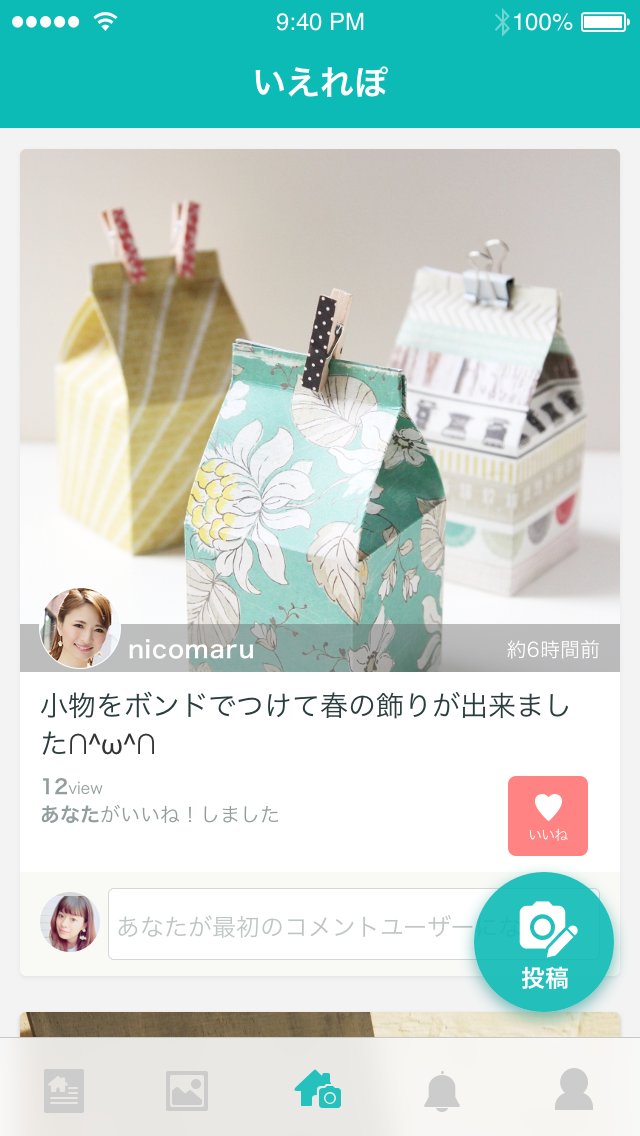 9:40 PM
100%
いえれぽ
nicomaru
約6時間前
小物をボンドでつけて春の飾りが出来まし
た∩^ω^∩
12view
あなたがいいね！しました
いいね
あなたが最初のコメントユーザーにな
投稿